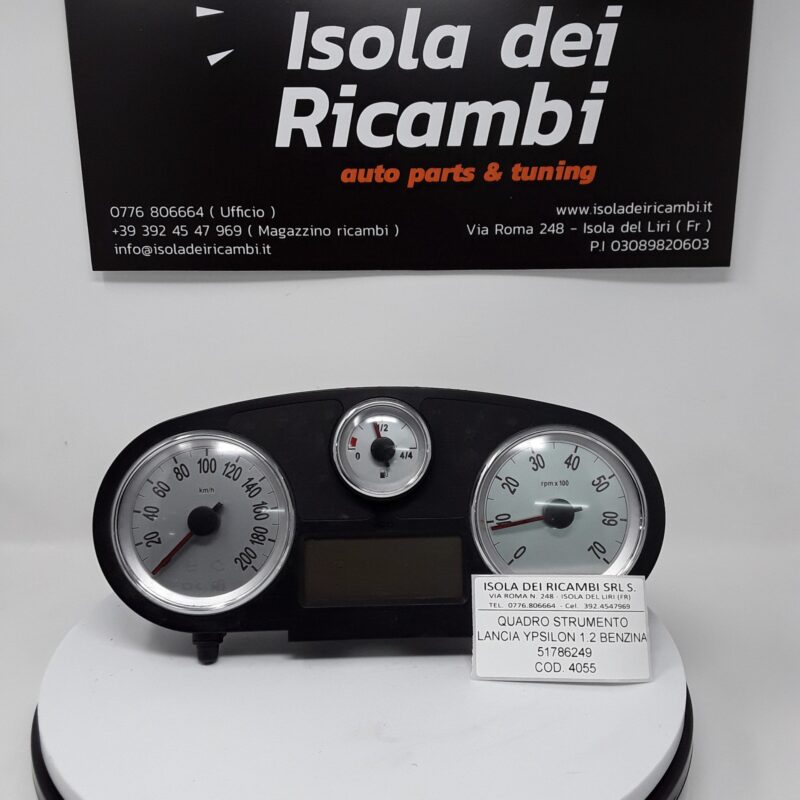 Isola dei
Ricambi
auto parts & tuning
0776 806664 ( Ufficio )
+39 392 45 47 969 ( Magazzino ricambi )
info@isoladeiricambi.it
www.isoladeiricambi.it
Via Roma 248 - Isola del Liri ( Fr )
P.I 03089820603
20 40 60 80 100 120 140 160 180 200
km/h
0 1/2 4/4
0 10 20 30 40 50 60 70
rpm x 100
ISOLA DEI RICAMBI SRL S.
VIA ROMA N. 248 - ISOLA DEL LIRI (FR)
TEL. 0776.806664 - Cel. 392.4547969
QUADRO STRUMENTO
LANCIA YPSILON 1.2 BENZINA
51786249
COD. 4055